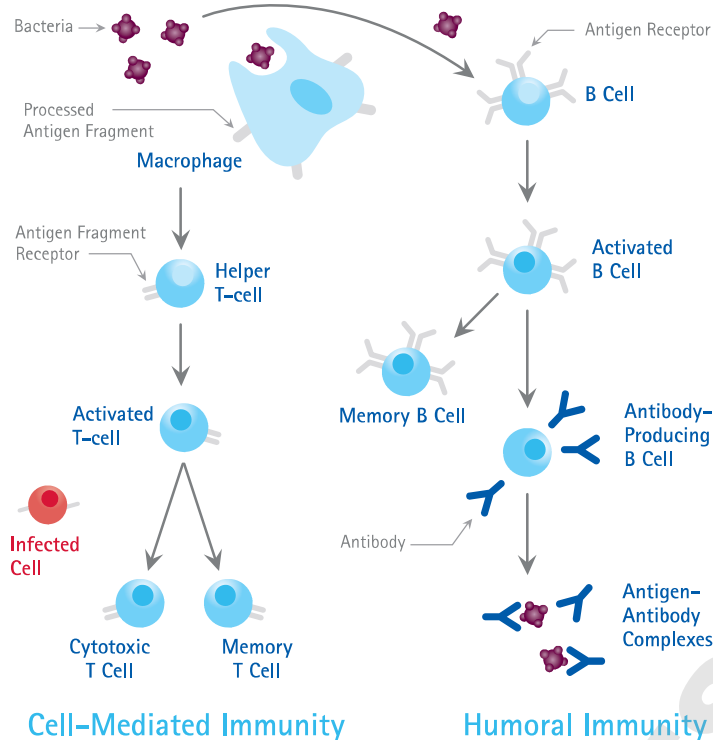 Bacteria
Antigen Receptor
B Cell
Processed
Antigen Fragment
Macrophage
Antigen Fragment
Receptor
Helper
T-cell
Activated
B Cell
Memory B Cell
Activated
T-cell
Antibody-
Producing
B Cell
Infected
Cell
Antibody
Cytotoxic
T Cell
Memory
T Cell
Antigen-
Antibody
Complexes
Cell-Mediated Immunity
Humoral Immunity